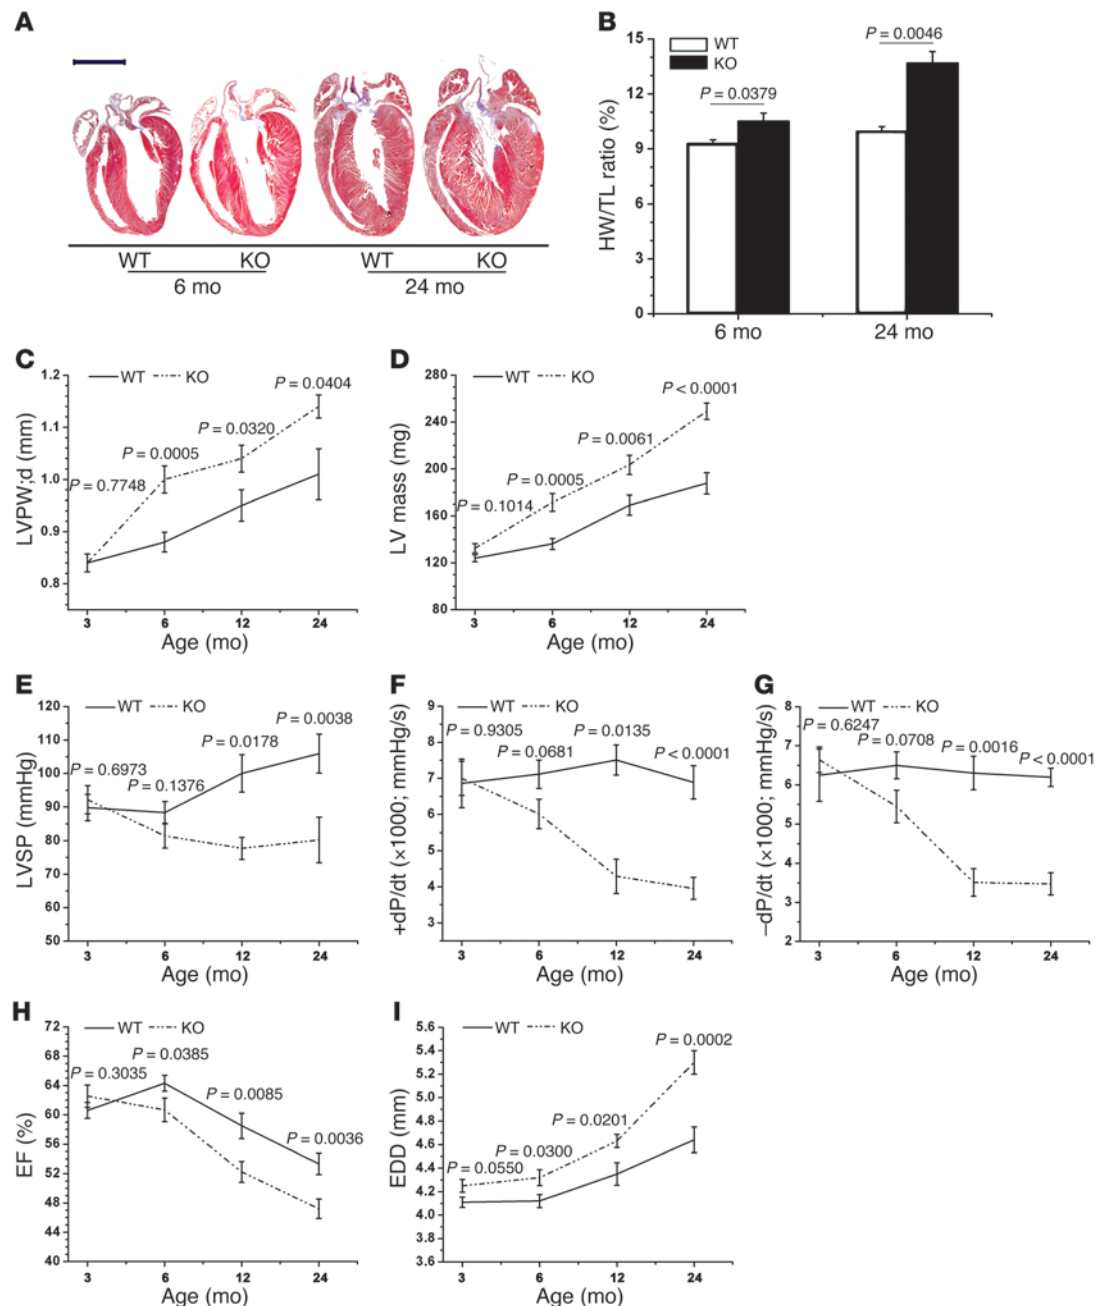 A
WT
KO
WT
KO
6 mo
24 mo
B
WT
KO
P = 0.0379
P = 0.0046
HW/TL ratio (%)
15
12
9
6
3
0
6 mo
24 mo
C
WT
KO
LVPW;d (mm)
1.2
1.1
1.0
0.9
0.8
P = 0.7748
P = 0.0005
P = 0.0320
P = 0.0404
3
6
12
24
Age (mo)
D
WT
KO
LV mass (mg)
280
240
200
160
120
80
P = 0.1014
P = 0.0005
P = 0.0061
P < 0.0001
3
6
12
24
Age (mo)
E
WT
KO
LVSP (mmHg)
120
110
100
90
80
70
60
50
P = 0.6973
P = 0.1376
P = 0.0178
P = 0.0038
3
6
12
24
Age (mo)
F
WT
KO
+dP/dt (×1000; mmHg/s)
9
8
7
6
5
4
3
P = 0.9305
P = 0.0681
P = 0.0135
P < 0.0001
3
6
12
24
Age (mo)
G
WT
KO
–dP/dt (×1000; mmHg/s)
8
7
6
5
4
3
2
P = 0.6247
P = 0.0708
P = 0.0016
P < 0.0001
3
6
12
24
Age (mo)
H
WT
KO
EF (%)
72
68
64
60
56
52
48
44
40
P = 0.3035
P = 0.0385
P = 0.0085
P = 0.0036
3
6
12
24
Age (mo)
I
WT
KO
EDD (mm)
5.6
5.4
5.2
5.0
4.8
4.6
4.4
4.2
4.0
3.8
3.6
P = 0.0550
P = 0.0300
P = 0.0201
P = 0.0002
3
6
12
24
Age (mo)